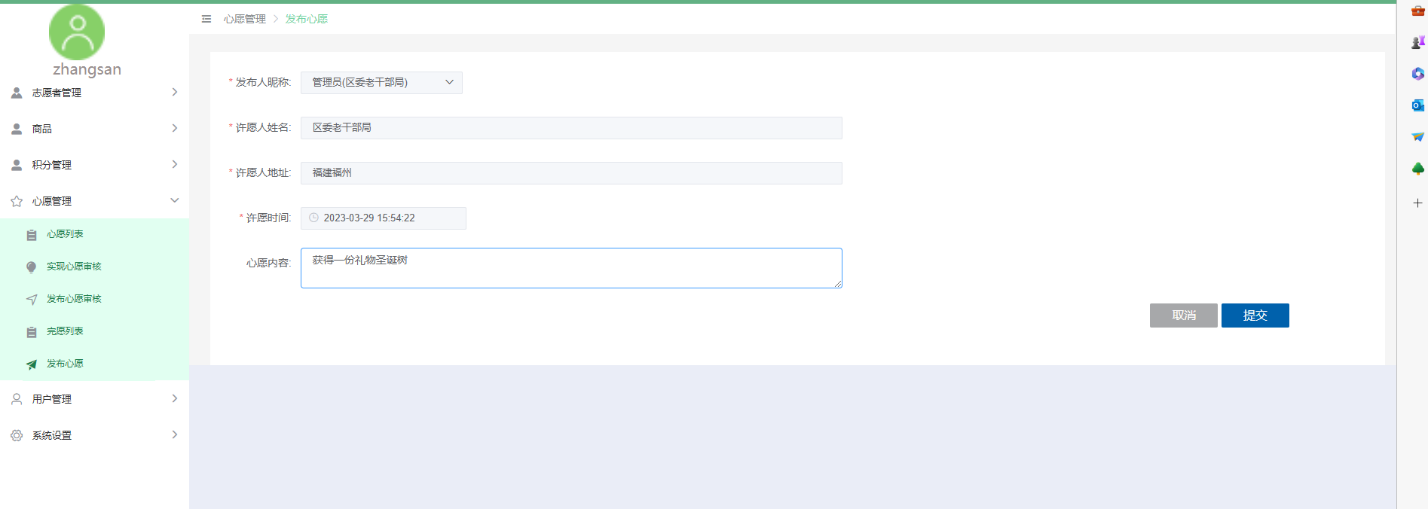 心愿管理 > 发布心愿
zhangsan
志愿者管理
商品
积分管理
心愿管理
心愿列表
实现心愿审核
发布心愿审核
完愿列表
发布心愿
用户管理
系统设置
* 发布人昵称: 管理员(区委老干部局)
* 许愿人姓名: 区委老干部局
* 许愿人地址: 福建福州
* 许愿时间: 2023-03-29 15:54:22
心愿内容: 获得一份礼物圣诞树
取消 提交